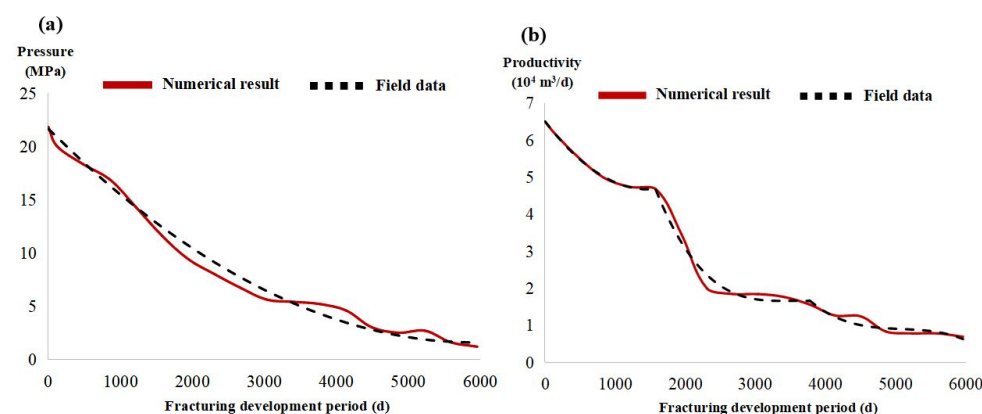 (a)
Pressure
(MPa)
Numerical result
Field data
25
20
15
10
5
0
0 1000 2000 3000 4000 5000 6000
Fracturing development period (d)
(b)
Productivity
(10⁴ m³/d)
Numerical result
Field data
7
6
5
4
3
2
1
0
0 1000 2000 3000 4000 5000 6000
Fracturing development period (d)